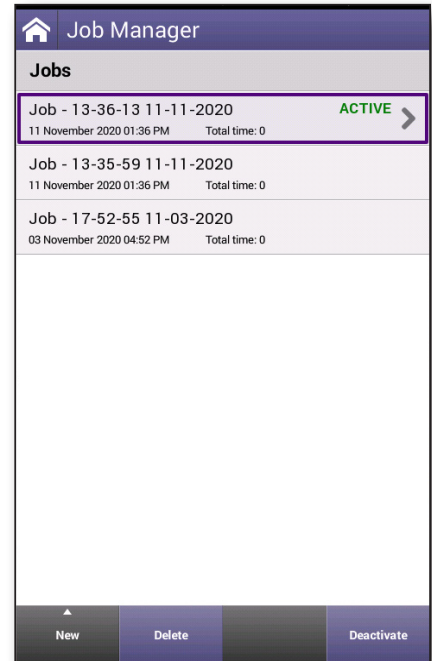 Job Manager
Jobs
Job - 13-36-13 11-11-2020 ACTIVE
11 November 2020 01:36 PM Total time: 0
Job - 13-35-59 11-11-2020
11 November 2020 01:36 PM Total time: 0
Job - 17-52-55 11-03-2020
03 November 2020 04:52 PM Total time: 0
New Delete Deactivate